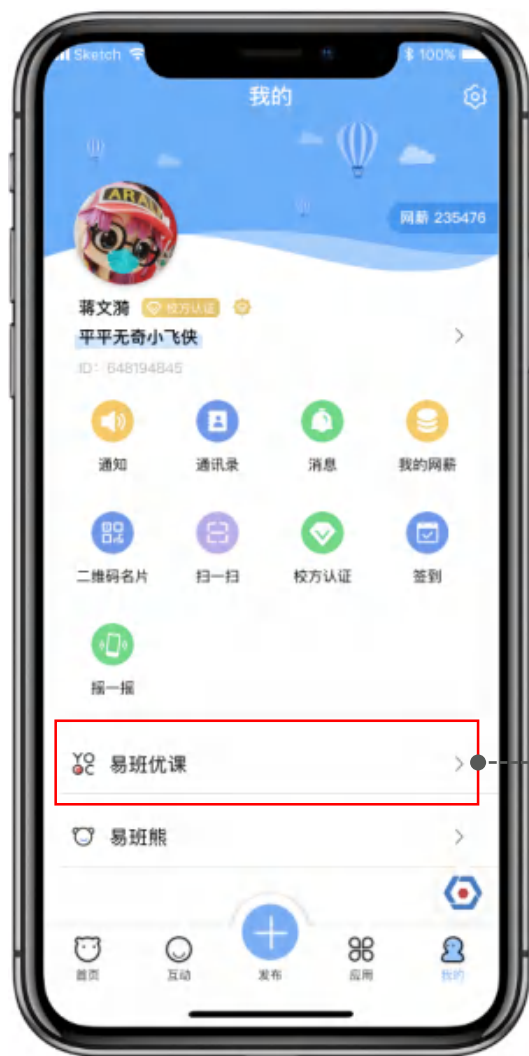 Sketch 100%
我的
ARAL
网薪 235476
蒋文漪 校方认证
平平无奇小飞侠
ID: 648194845
通知 通讯录 消息 我的网薪
二维码名片 扫一扫 校方认证 签到
摇一摇
YOOC 易班优课
易班熊
首页 互动 发布 应用 我的